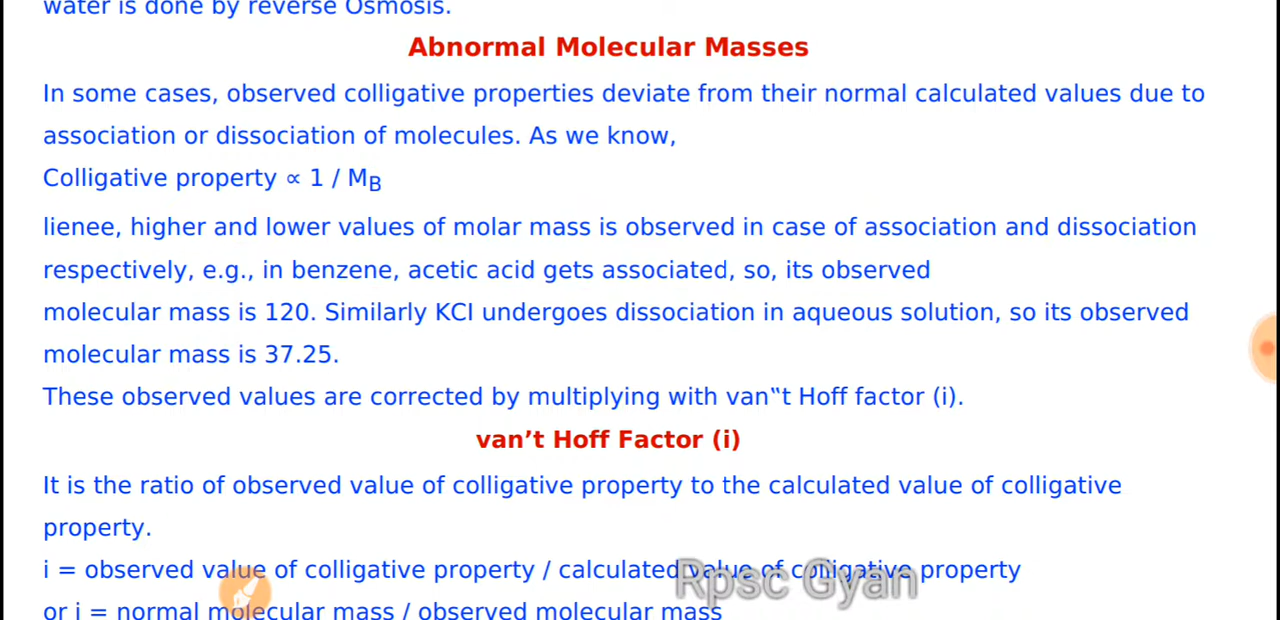 water is done by reverse Osmosis.
Abnormal Molecular Masses
In some cases, observed colligative properties deviate from their normal calculated values due to
association or dissociation of molecules. As we know,
Colligative property ∝ 1 / MB
lienee, higher and lower values of molar mass is observed in case of association and dissociation
respectively, e.g., in benzene, acetic acid gets associated, so, its observed
molecular mass is 120. Similarly KCI undergoes dissociation in aqueous solution, so its observed
molecular mass is 37.25.
These observed values are corrected by multiplying with van‟t Hoff factor (i).
van’t Hoff Factor (i)
It is the ratio of observed value of colligative property to the calculated value of colligative
property.
i = observed value of colligative property / calculated value of colligative property
or i = normal molecular mass / observed molecular mass
Rpsc Gyan